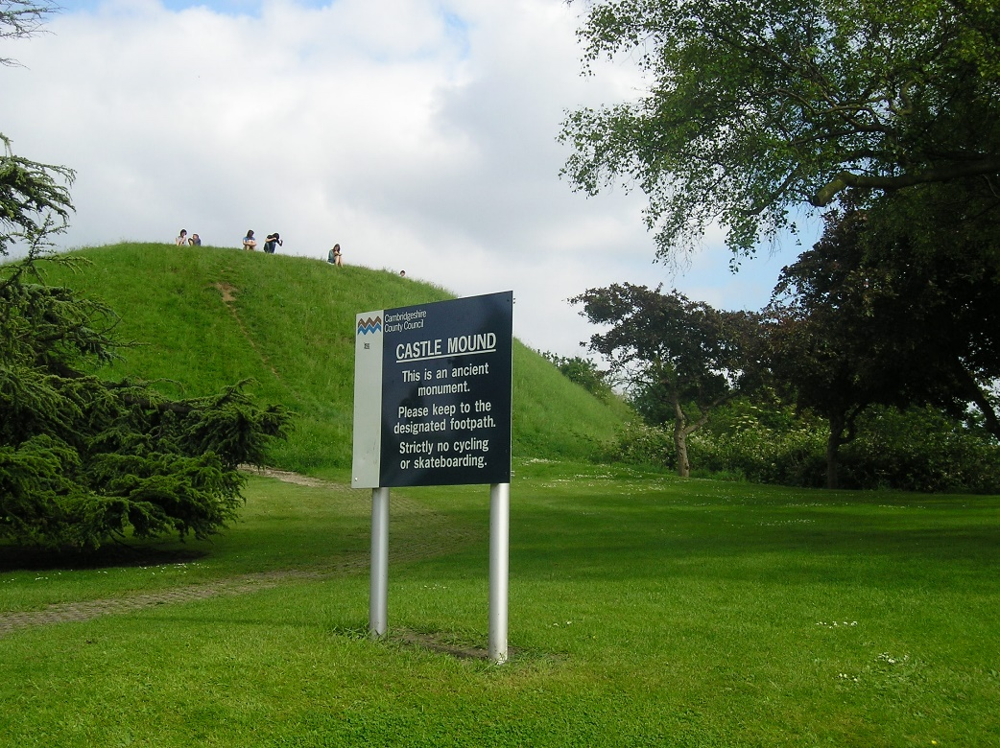 Cambridgeshire
County Council
CASTLE MOUND
This is an ancient
monument.
Please keep to the
designated footpath.
Strictly no cycling
or skateboarding.